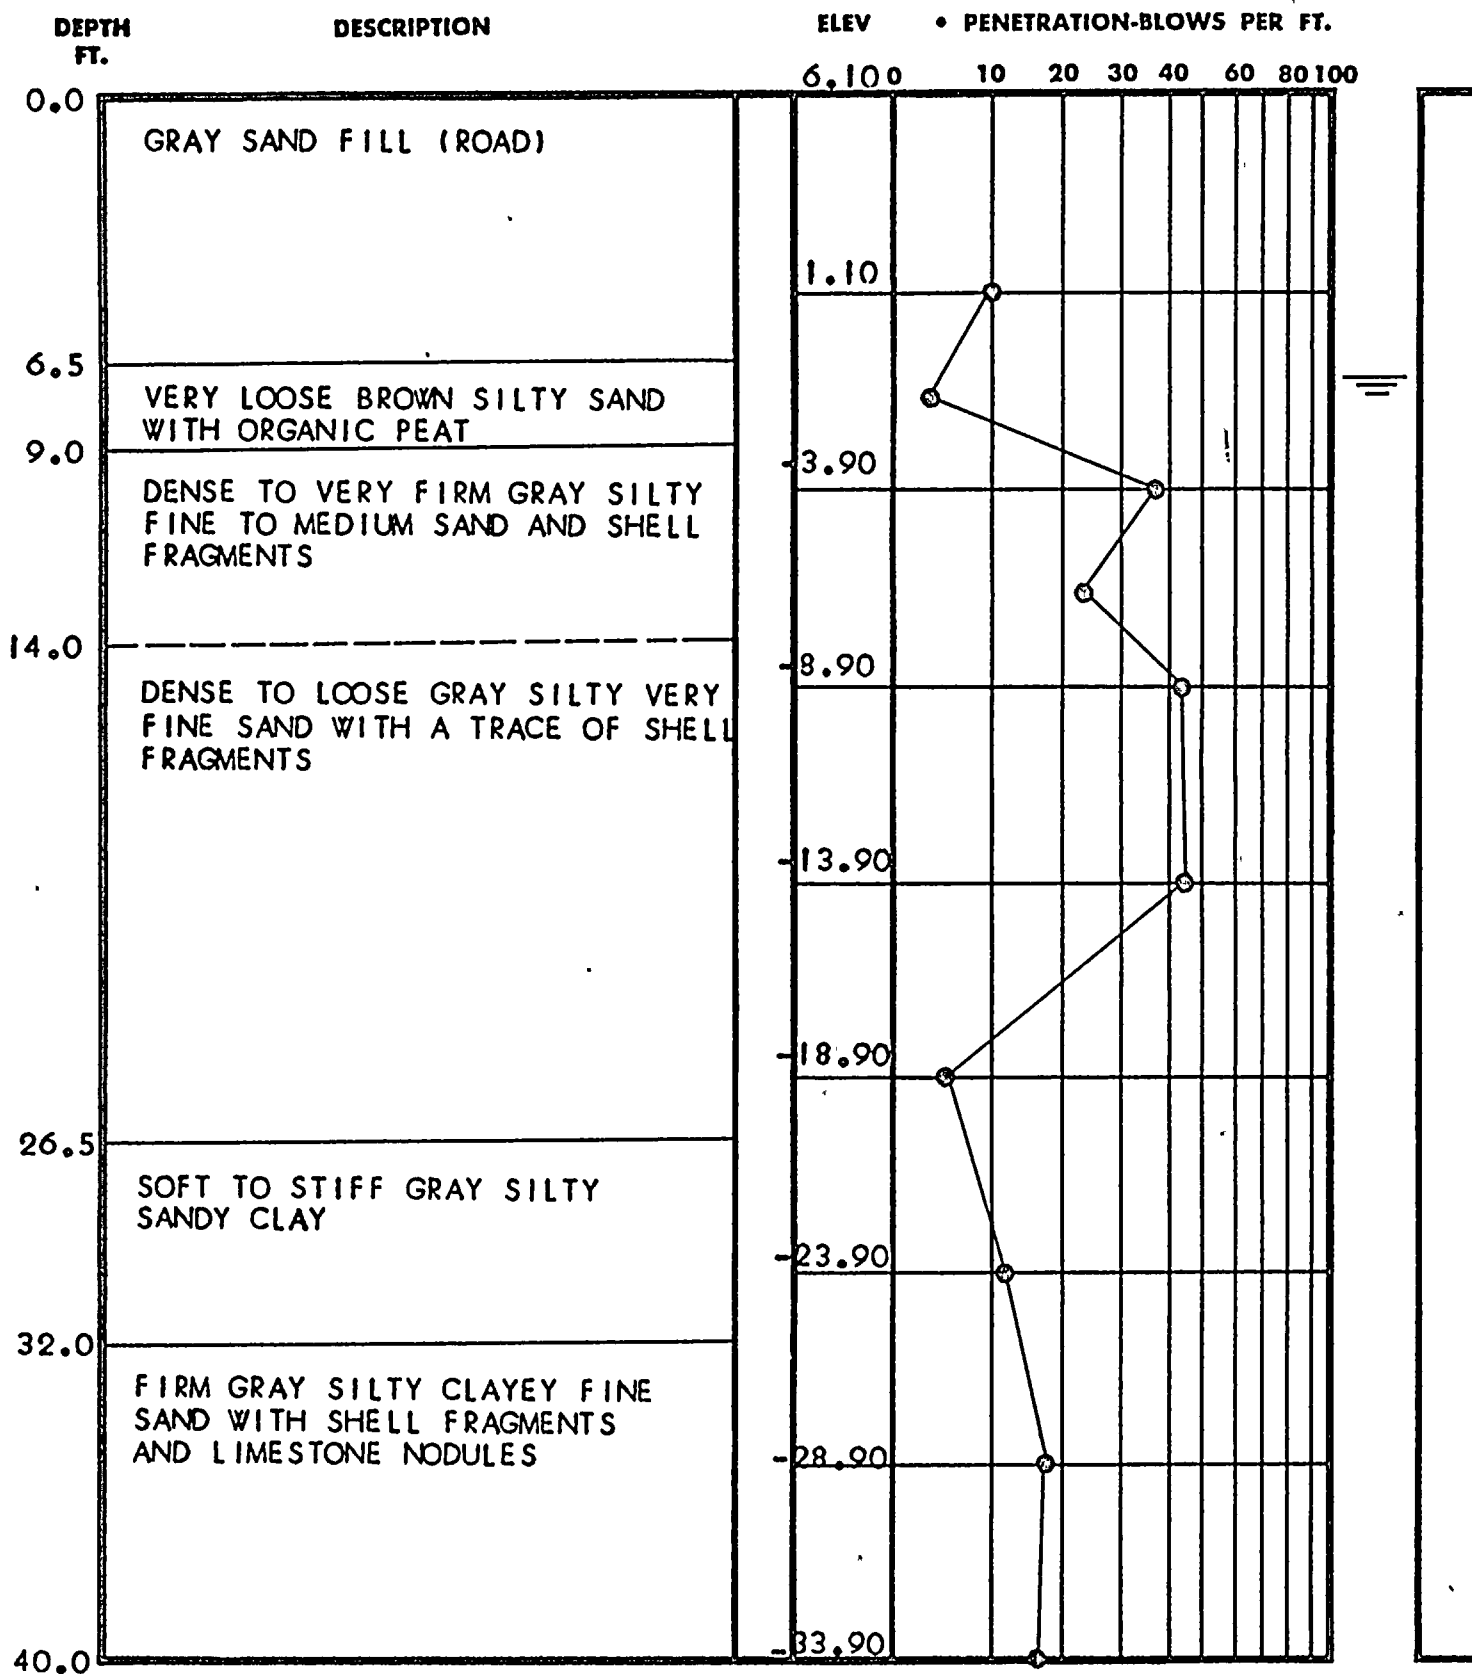 DEPTH DESCRIPTION ELEV • PENETRATION-BLOWS PER FT.
FT.
6.10 0 10 20 30 40 60 80 100
0.0
GRAY SAND FILL (ROAD)
1.10
6.5
VERY LOOSE BROWN SILTY SAND
WITH ORGANIC PEAT
9.0
-3.90
DENSE TO VERY FIRM GRAY SILTY
FINE TO MEDIUM SAND AND SHELL
FRAGMENTS
14.0
-8.90
DENSE TO LOOSE GRAY SILTY VERY
FINE SAND WITH A TRACE OF SHELL
FRAGMENTS
-13.90
-18.90
26.5
SOFT TO STIFF GRAY SILTY
SANDY CLAY
-23.90
32.0
FIRM GRAY SILTY CLAYEY FINE
SAND WITH SHELL FRAGMENTS
AND LIMESTONE NODULES
-28.90
-33.90
40.0